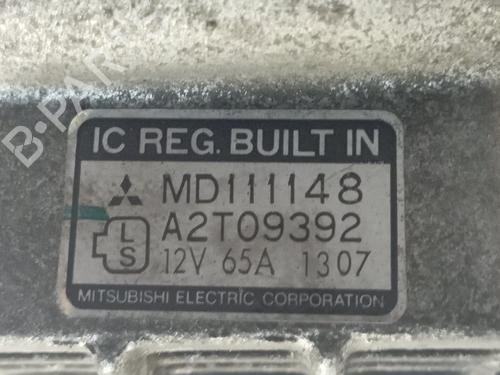 B-PARTS
IC REG. BUILT IN
MD111148
L
A2T09392
S
12V 65A 1307
MITSUBISHI ELECTRIC CORPORATION